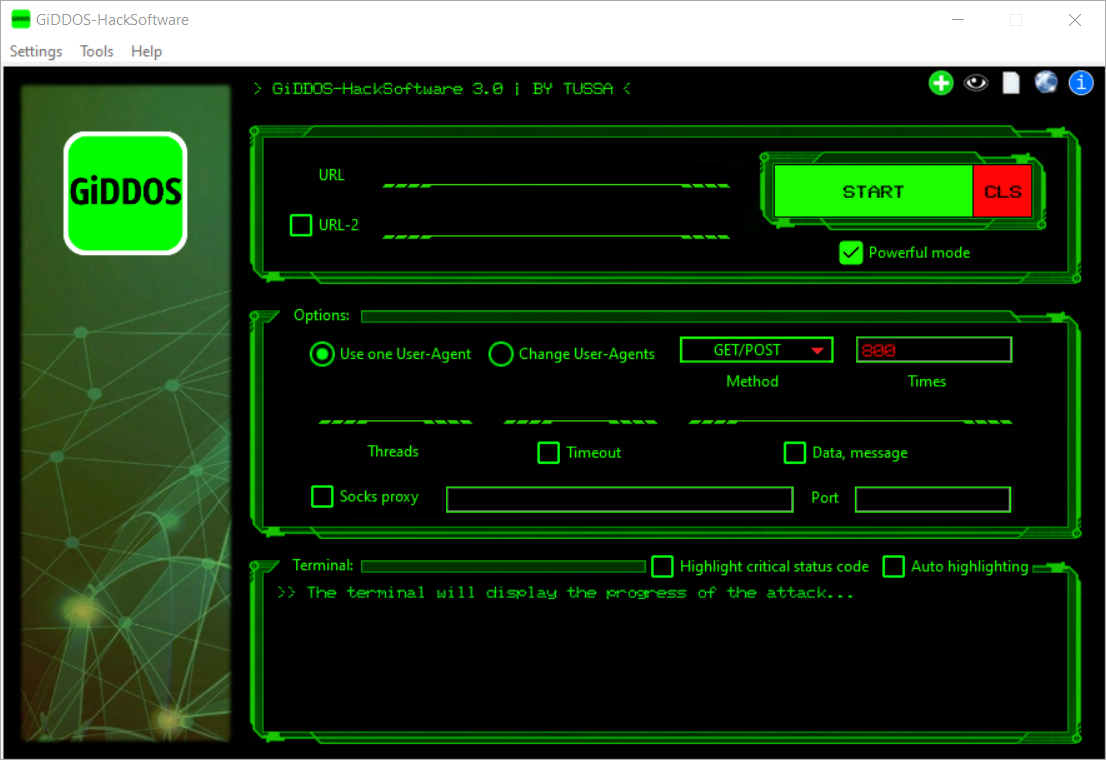 GiDDOS-HackSoftware
Settings Tools Help
> GiDDOS-HackSoftware 3.0 | BY TUSSA <
GiDDOS
URL
START CLS
URL-2
Powerful mode
Options:
Use one User-Agent Change User-Agents GET/POST 800
Method Times
Threads Timeout Data, message
Socks proxy Port
Terminal: Highlight critical status code Auto highlighting
>> The terminal will display the progress of the attack...